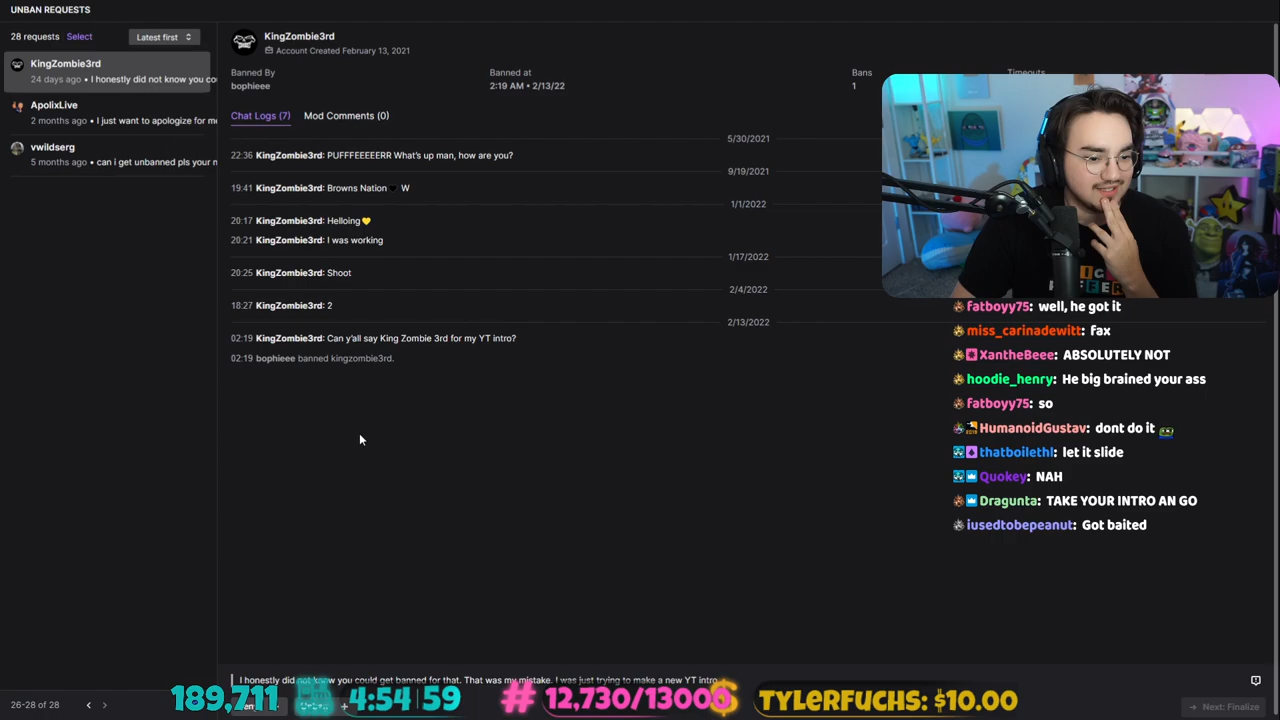 UNBAN REQUESTS
28 requests Select Latest first
KingZombie3rd
24 days ago • I honestly did not know you co
ApolixLive
2 months ago • I just want to apologize for m
vwildserg
5 months ago • can i get unbanned pls your n
KingZombie3rd
Account Created February 13, 2021
Banned By Banned at Bans Timeouts
bophieee 2:19 AM • 2/13/22 1
Chat Logs (7) Mod Comments (0)
5/30/2021
22:36 KingZombie3rd: PUFFFEEEEERR What's up man, how are you?
9/19/2021
19:41 KingZombie3rd: Browns Nation 🖤 W
1/1/2022
20:17 KingZombie3rd: Helloing💛
20:21 KingZombie3rd: I was working
1/17/2022
20:25 KingZombie3rd: Shoot
2/4/2022
18:27 KingZombie3rd: 2
2/13/2022
02:19 KingZombie3rd: Can y'all say King Zombie 3rd for my YT intro?
02:19 bophieee banned kingzombie3rd.
fatboyy75: well, he got it
miss_carinadewitt: fax
XantheBeee: ABSOLUTELY NOT
hoodie_henry: He big brained your ass
fatboyy75: so
HumanoidGustav: dont do it
thatboilethl: let it slide
Quokey: NAH
Dragunta: TAKE YOUR INTRO AN GO
iusedtobepeanut: Got baited
I honestly did not know you could get banned for that. That was my mistake. I was just trying to make a new YT intro
26-28 of 28
189,711 4:54 59 # 12,730/13000 $ TYLERFUCHS: $10.00
Next: Finalize